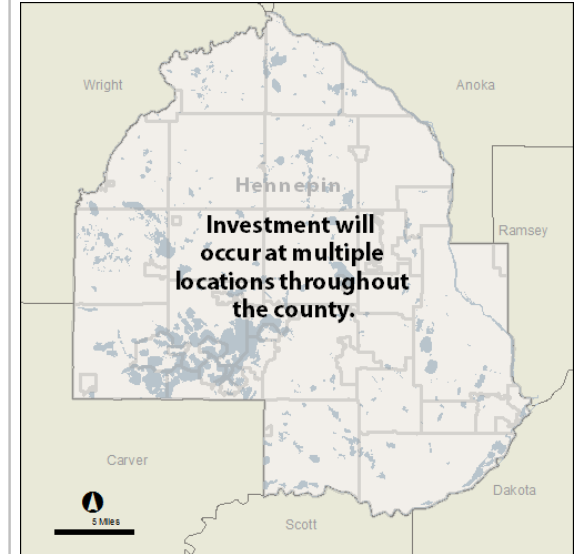 Wright
Anoka
Hennepin
Investment will
occur at multiple
locations throughout
the county.
Ramsey
Carver
5 Miles
Scott
Dakota